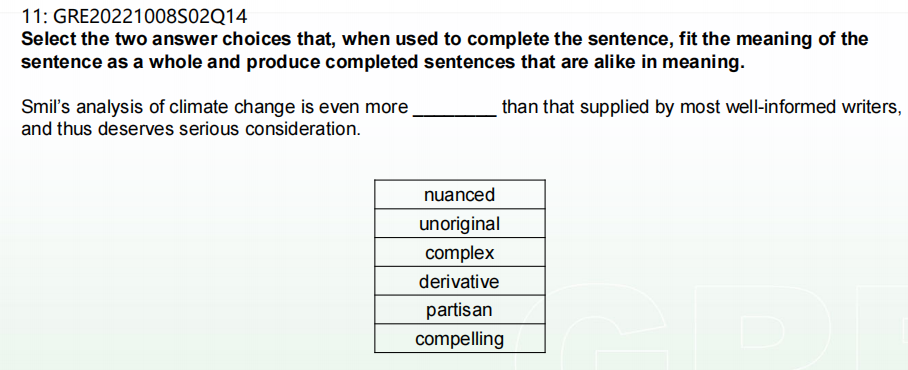 11: GRE20221008S02Q14
Select the two answer choices that, when used to complete the sentence, fit the meaning of the
sentence as a whole and produce completed sentences that are alike in meaning.
Smil's analysis of climate change is even more ________ than that supplied by most well-informed writers,
and thus deserves serious consideration.
nuanced
unoriginal
complex
derivative
partisan
compelling